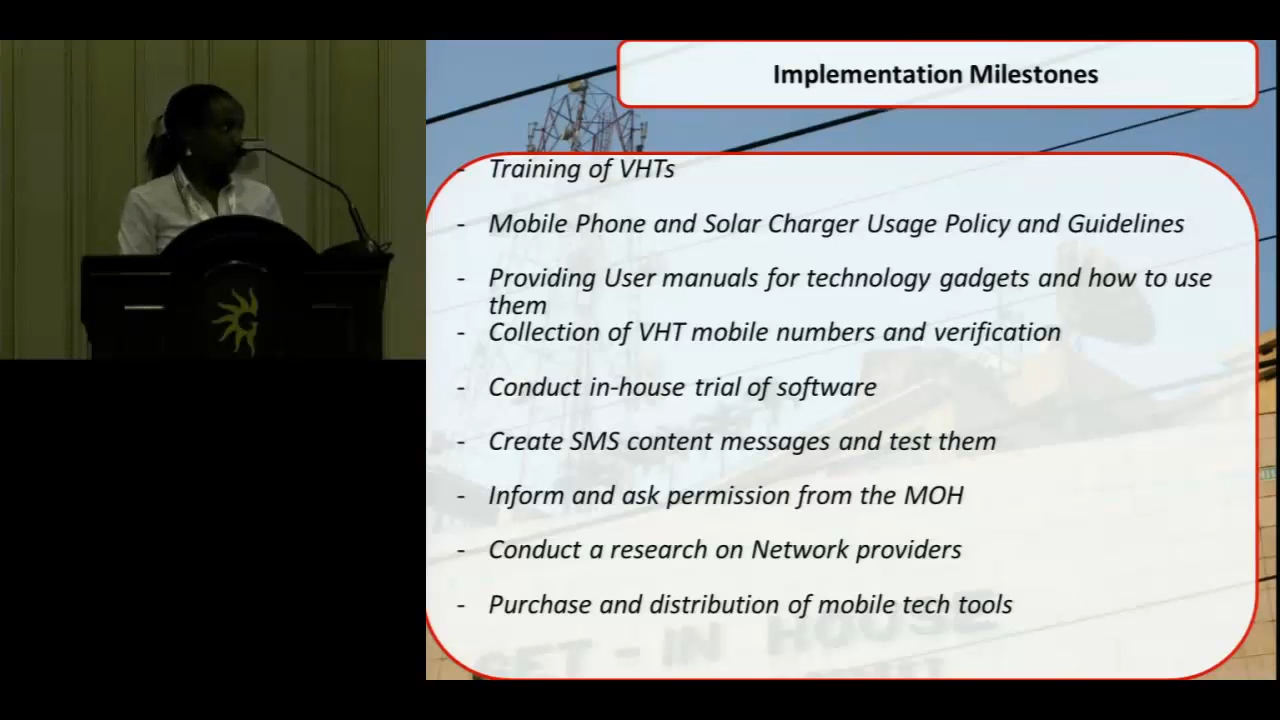 Implementation Milestones
- Training of VHTs
- Mobile Phone and Solar Charger Usage Policy and Guidelines
- Providing User manuals for technology gadgets and how to use
them
- Collection of VHT mobile numbers and verification
- Conduct in-house trial of software
- Create SMS content messages and test them
- Inform and ask permission from the MOH
- Conduct a research on Network providers
- Purchase and distribution of mobile tech tools
- IN HOUSE